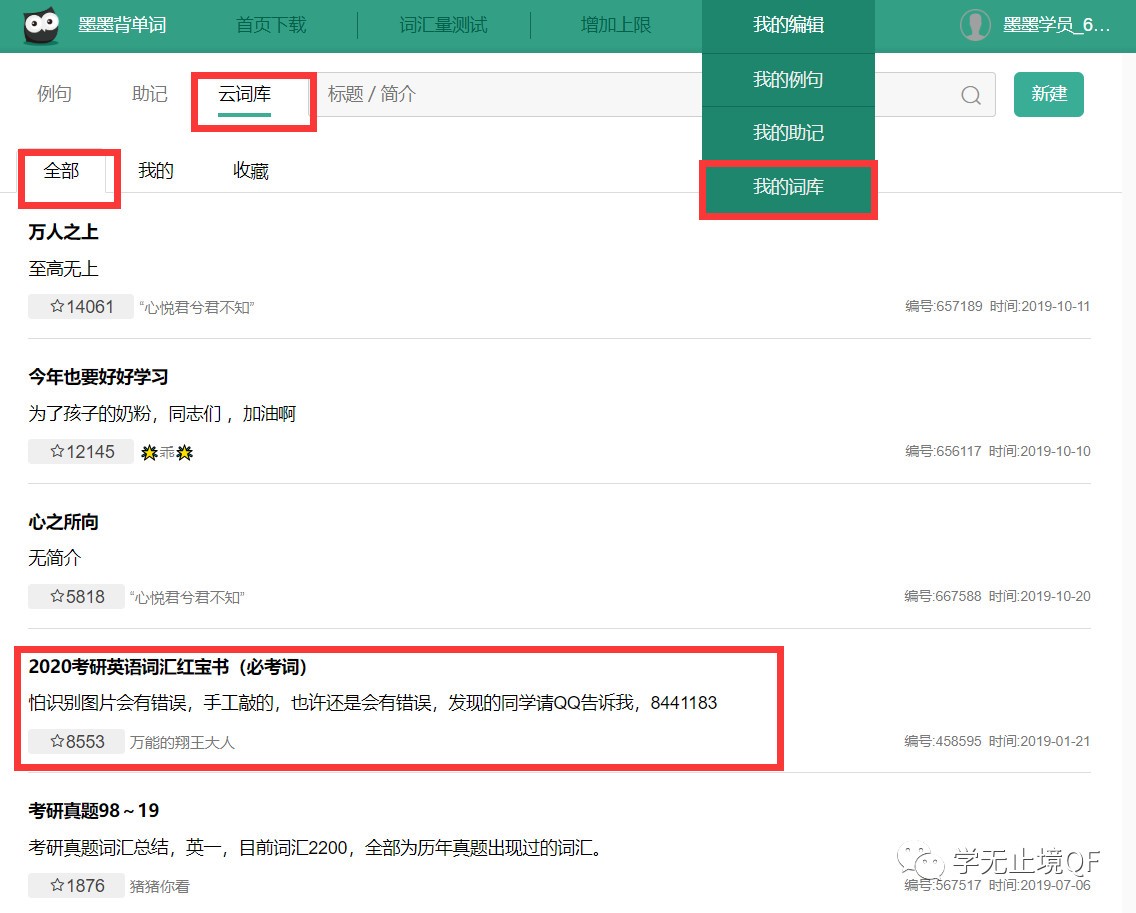 墨墨背单词 首页下载 词汇量测试 增加上限 我的编辑 墨墨学员_6...
我的例句
我的助记
我的词库
例句 助记 云词库 标题 / 简介 新建
全部 我的 收藏
万人之上
至高无上
☆14061 “心悦君兮君不知” 编号:657189 时间:2019-10-11
今年也要好好学习
为了孩子的奶粉，同志们 ，加油啊
☆12145 乖 编号:656117 时间:2019-10-10
心之所向
无简介
☆5818 “心悦君兮君不知” 编号:667588 时间:2019-10-20
2020考研英语词汇红宝书（必考词）
怕识别图片会有错误，手工敲的，也许还是会有错误，发现的同学请QQ告诉我，8441183
☆8553 万能的翔王大人 编号:458595 时间:2019-01-21
考研真题98～19
考研真题词汇总结，英一，目前词汇2200，全部为历年真题出现过的词汇。
学无止境QF
☆1876 猪猪你看 编号:567517 时间:2019-07-06